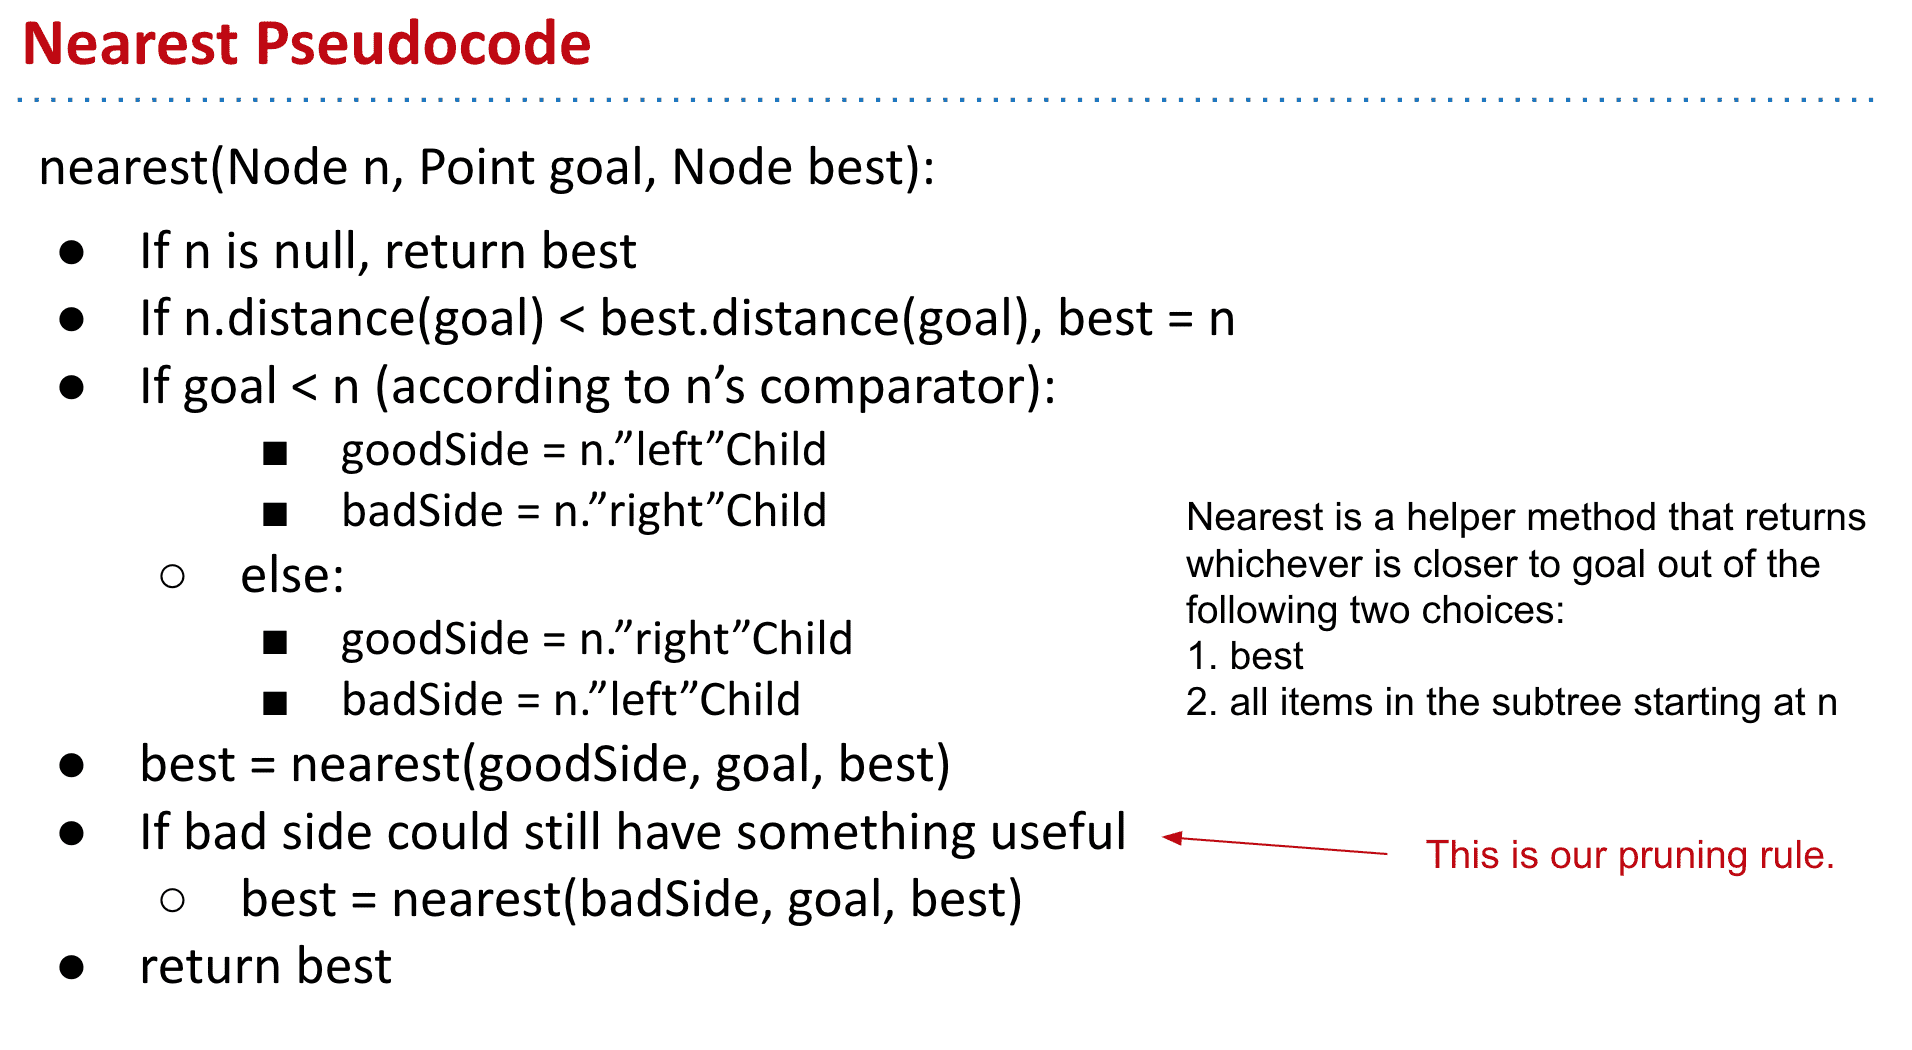 Nearest Pseudocode
nearest(Node n, Point goal, Node best):
● If n is null, return best
● If n.distance(goal) < best.distance(goal), best = n
● If goal < n (according to n’s comparator):
■ goodSide = n.”left”Child
■ badSide = n.”right”Child
○ else:
■ goodSide = n.”right”Child
■ badSide = n.”left”Child
● best = nearest(goodSide, goal, best)
● If bad side could still have something useful
○ best = nearest(badSide, goal, best)
● return best
Nearest is a helper method that returns
whichever is closer to goal out of the
following two choices:
1. best
2. all items in the subtree starting at n
This is our pruning rule.